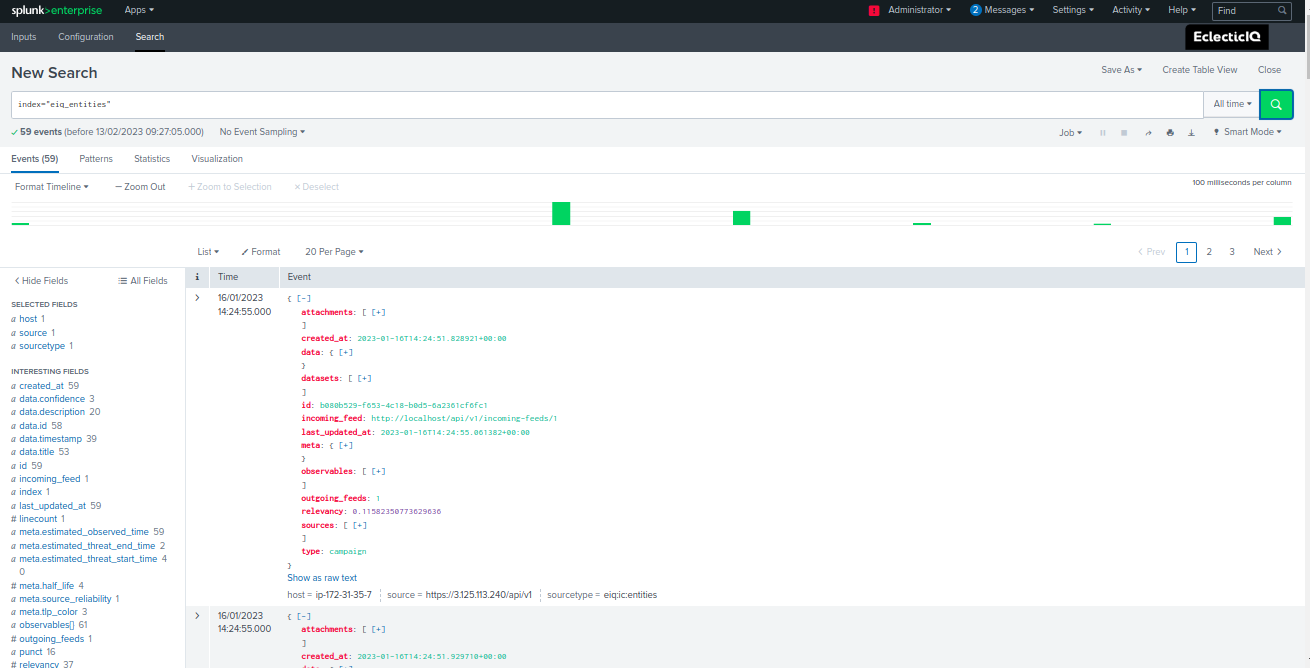 splunk>enterprise Apps ▾ ! Administrator ▾ 2 Messages ▾ Settings ▾ Activity ▾ Help ▾ Find
Inputs Configuration Search EclecticIQ
New Search Save As ▾ Create Table View Close
index="eiq_entities" All time ▾
✓ 59 events (before 13/02/2023 09:27:05.000) No Event Sampling ▾ Job ▾ Smart Mode ▾
Events (59) Patterns Statistics Visualization
Format Timeline ▾ — Zoom Out + Zoom to Selection × Deselect 100 milliseconds per column
List ▾ Format 20 Per Page ▾ < Prev 1 2 3 Next >
< Hide Fields All Fields
SELECTED FIELDS
a host 1
a source 1
a sourcetype 1
INTERESTING FIELDS
a created_at 59
a data.confidence 3
a data.description 20
a data.id 58
a data.timestamp 39
a data.title 53
a id 59
a incoming_feed 1
a index 1
a last_updated_at 59
# linecount 1
a meta.estimated_observed_time 59
a meta.estimated_threat_end_time 2
a meta.estimated_threat_start_time 4
0
# meta.half_life 4
a meta.source_reliability 1
a meta.tlp_color 3
a observables{} 61
# outgoing_feeds 1
a punct 16
# relevancy 37
i Time Event
> 16/01/2023
14:24:55.000
{ [-]
attachments: [ [+]
]
created_at: 2023-01-16T14:24:51.828921+00:00
data: { [+]
}
datasets: [ [+]
]
id: b080b529-f653-4c18-b0d5-6a2361cf6fc1
incoming_feed: http://localhost/api/v1/incoming-feeds/1
last_updated_at: 2023-01-16T14:24:55.061382+00:00
meta: { [+]
}
observables: [ [+]
]
outgoing_feeds: 1
relevancy: 0.11582350773629636
sources: [ [+]
]
type: campaign
}
Show as raw text
host = ip-172-31-35-7 source = https://3.125.113.240/api/v1 sourcetype = eiq:ic:entities
> 16/01/2023
14:24:55.000
{ [-]
attachments: [ [+]
]
created_at: 2023-01-16T14:24:51.929710+00:00
data: { [+]